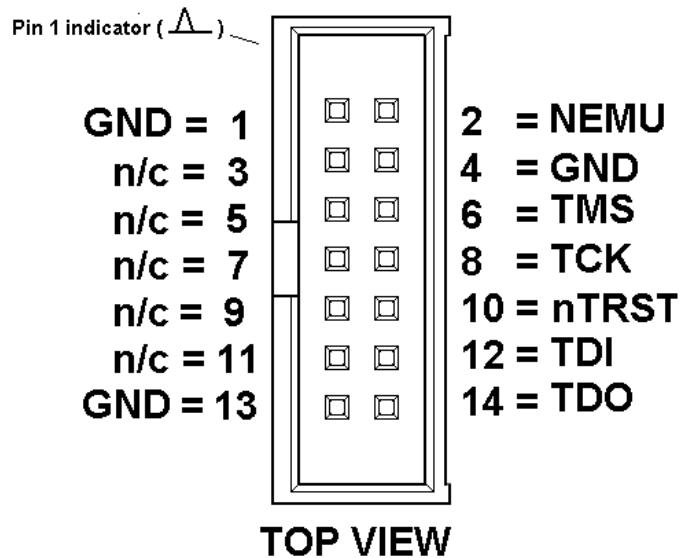 Pin 1 indicator ( )
GND = 1 2 = NEMU
n/c = 3 4 = GND
n/c = 5 6 = TMS
n/c = 7 8 = TCK
n/c = 9 10 = nTRST
n/c = 11 12 = TDI
GND = 13 14 = TDO
TOP VIEW